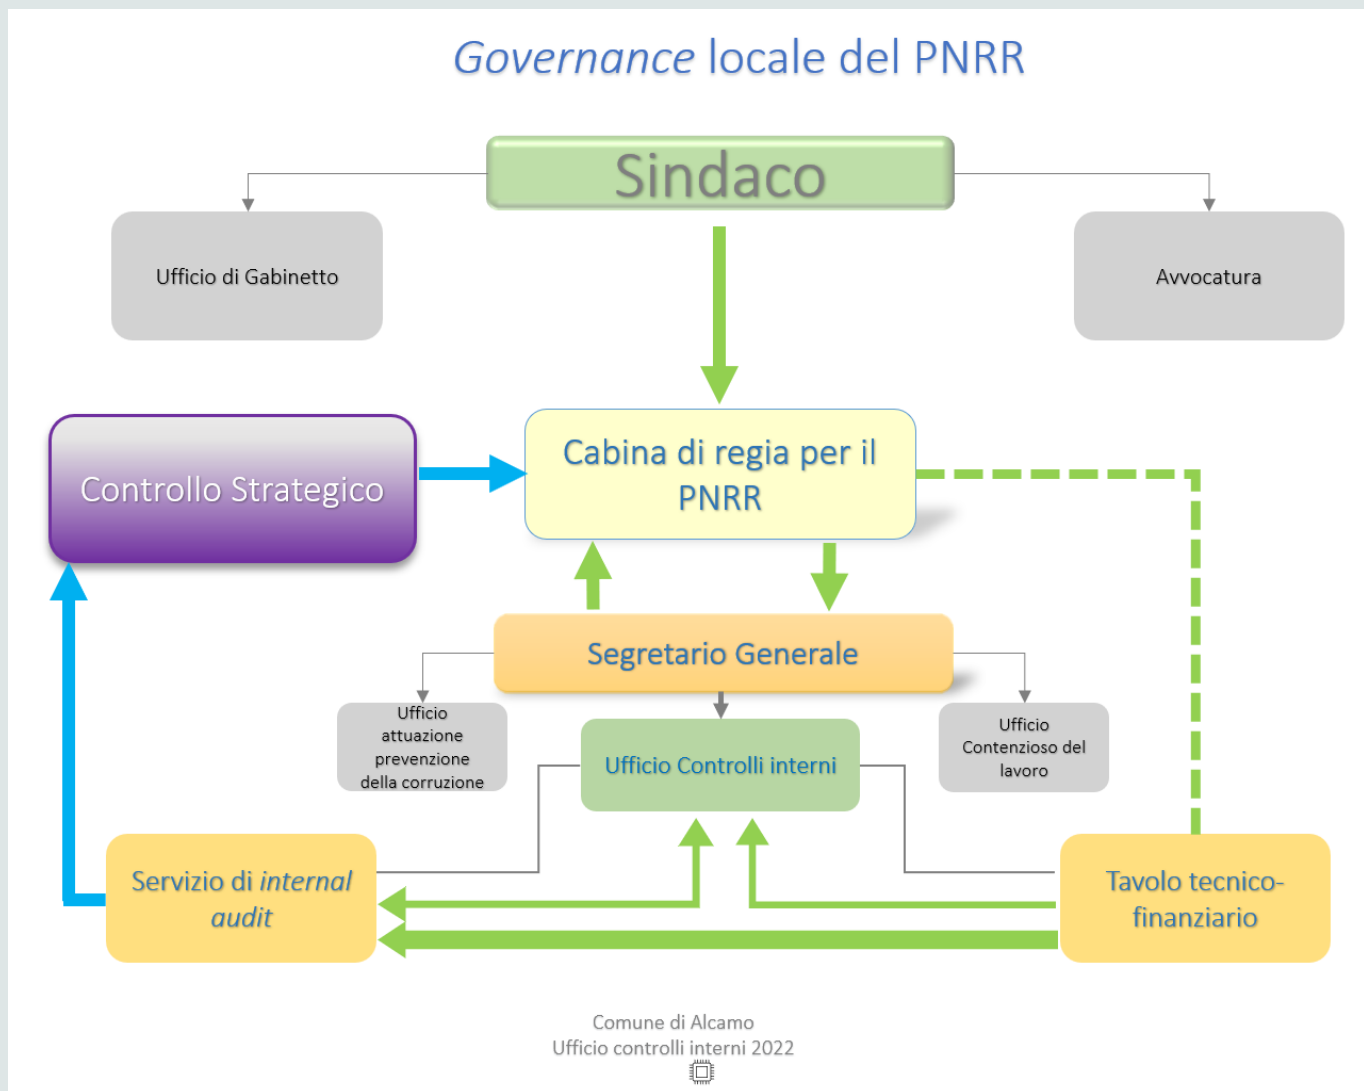 Governance locale del PNRR
Sindaco
Ufficio di Gabinetto
Avvocatura
Controllo Strategico
Cabina di regia per il
PNRR
Segretario Generale
Ufficio
attuazione
prevenzione
della corruzione
Ufficio Controlli interni
Ufficio
Contenzioso del
lavoro
Servizio di internal
audit
Tavolo tecnico-
finanziario
Comune di Alcamo
Ufficio controlli interni 2022